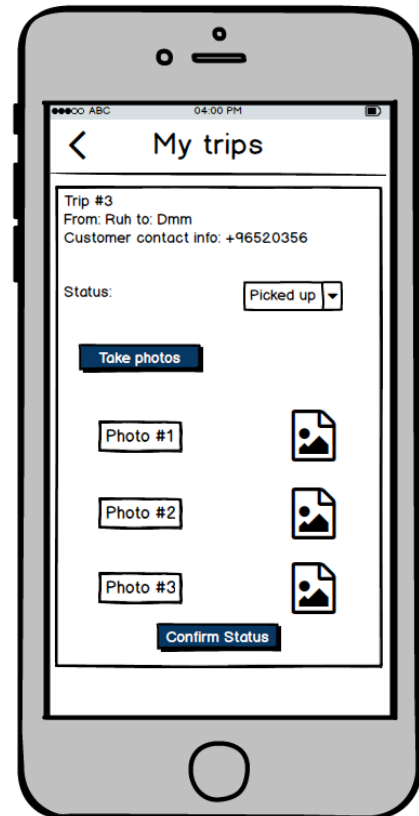 ABC 04:00 PM
My trips
Trip #3
From: Ruh to: Dmm
Customer contact info: +96520356
Status: Picked up
Take photos
Photo #1
Photo #2
Photo #3
Confirm Status